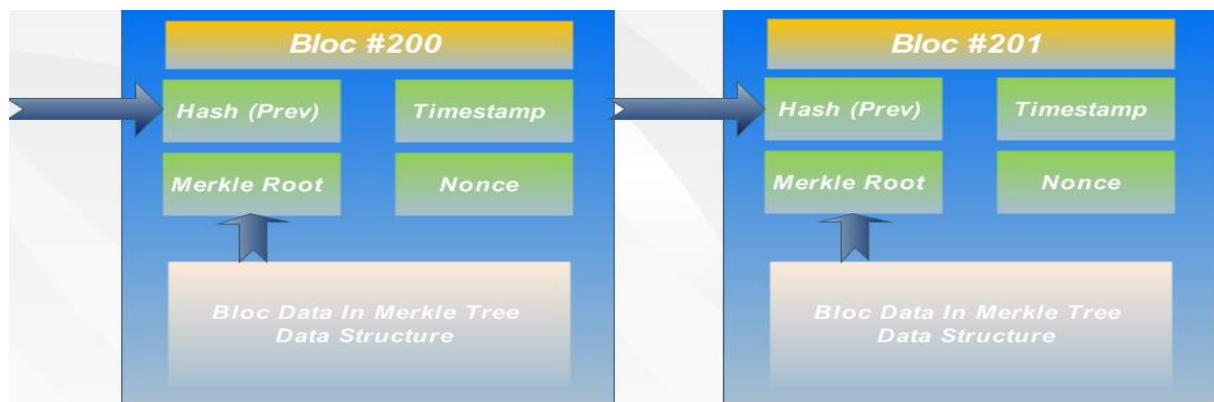 Bloc #200
Hash (Prev)
Timestamp
Merkle Root
Nonce
Bloc Data In Merkle Tree
Data Structure
Bloc #201
Hash (Prev)
Timestamp
Merkle Root
Nonce
Bloc Data In Merkle Tree
Data Structure